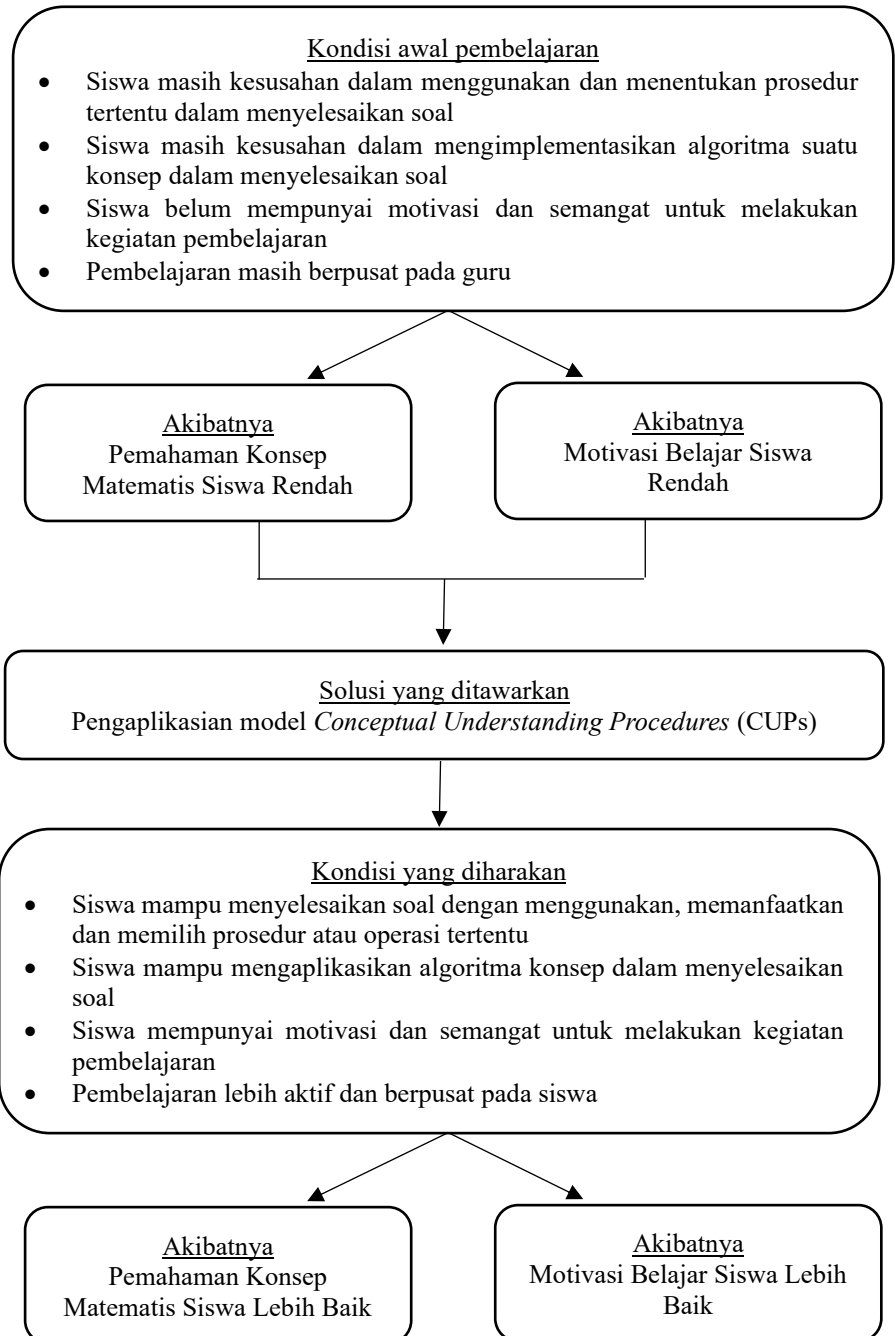 Kondisi awal pembelajaran
• Siswa masih kesusahan dalam menggunakan dan menentukan prosedur
tertentu dalam menyelesaikan soal
• Siswa masih kesusahan dalam mengimplementasikan algoritma suatu
konsep dalam menyelesaikan soal
• Siswa belum mempunyai motivasi dan semangat untuk melakukan
kegiatan pembelajaran
• Pembelajaran masih berpusat pada guru
Akibatnya
Pemahaman Konsep
Matematis Siswa Rendah
Akibatnya
Motivasi Belajar Siswa
Rendah
Solusi yang ditawarkan
Pengaplikasian model Conceptual Understanding Procedures (CUPs)
Kondisi yang diharakan
• Siswa mampu menyelesaikan soal dengan menggunakan, memanfaatkan
dan memilih prosedur atau operasi tertentu
• Siswa mampu mengaplikasikan algoritma konsep dalam menyelesaikan
soal
• Siswa mempunyai motivasi dan semangat untuk melakukan kegiatan
pembelajaran
• Pembelajaran lebih aktif dan berpusat pada siswa
Akibatnya
Pemahaman Konsep
Matematis Siswa Lebih Baik
Akibatnya
Motivasi Belajar Siswa Lebih
Baik